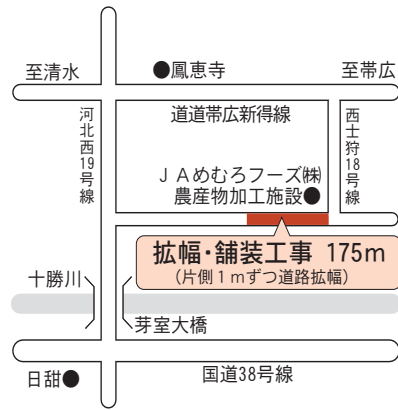 至清水
●鳳恵寺
至帯広
河北西19号線
道道帯広新得線
西士狩18号線
JAめむろフーズ㈱
農産物加工施設●
拡幅・舗装工事 175m
(片側1mずつ道路拡幅)
十勝川
芽室大橋
日甜●
国道38号線